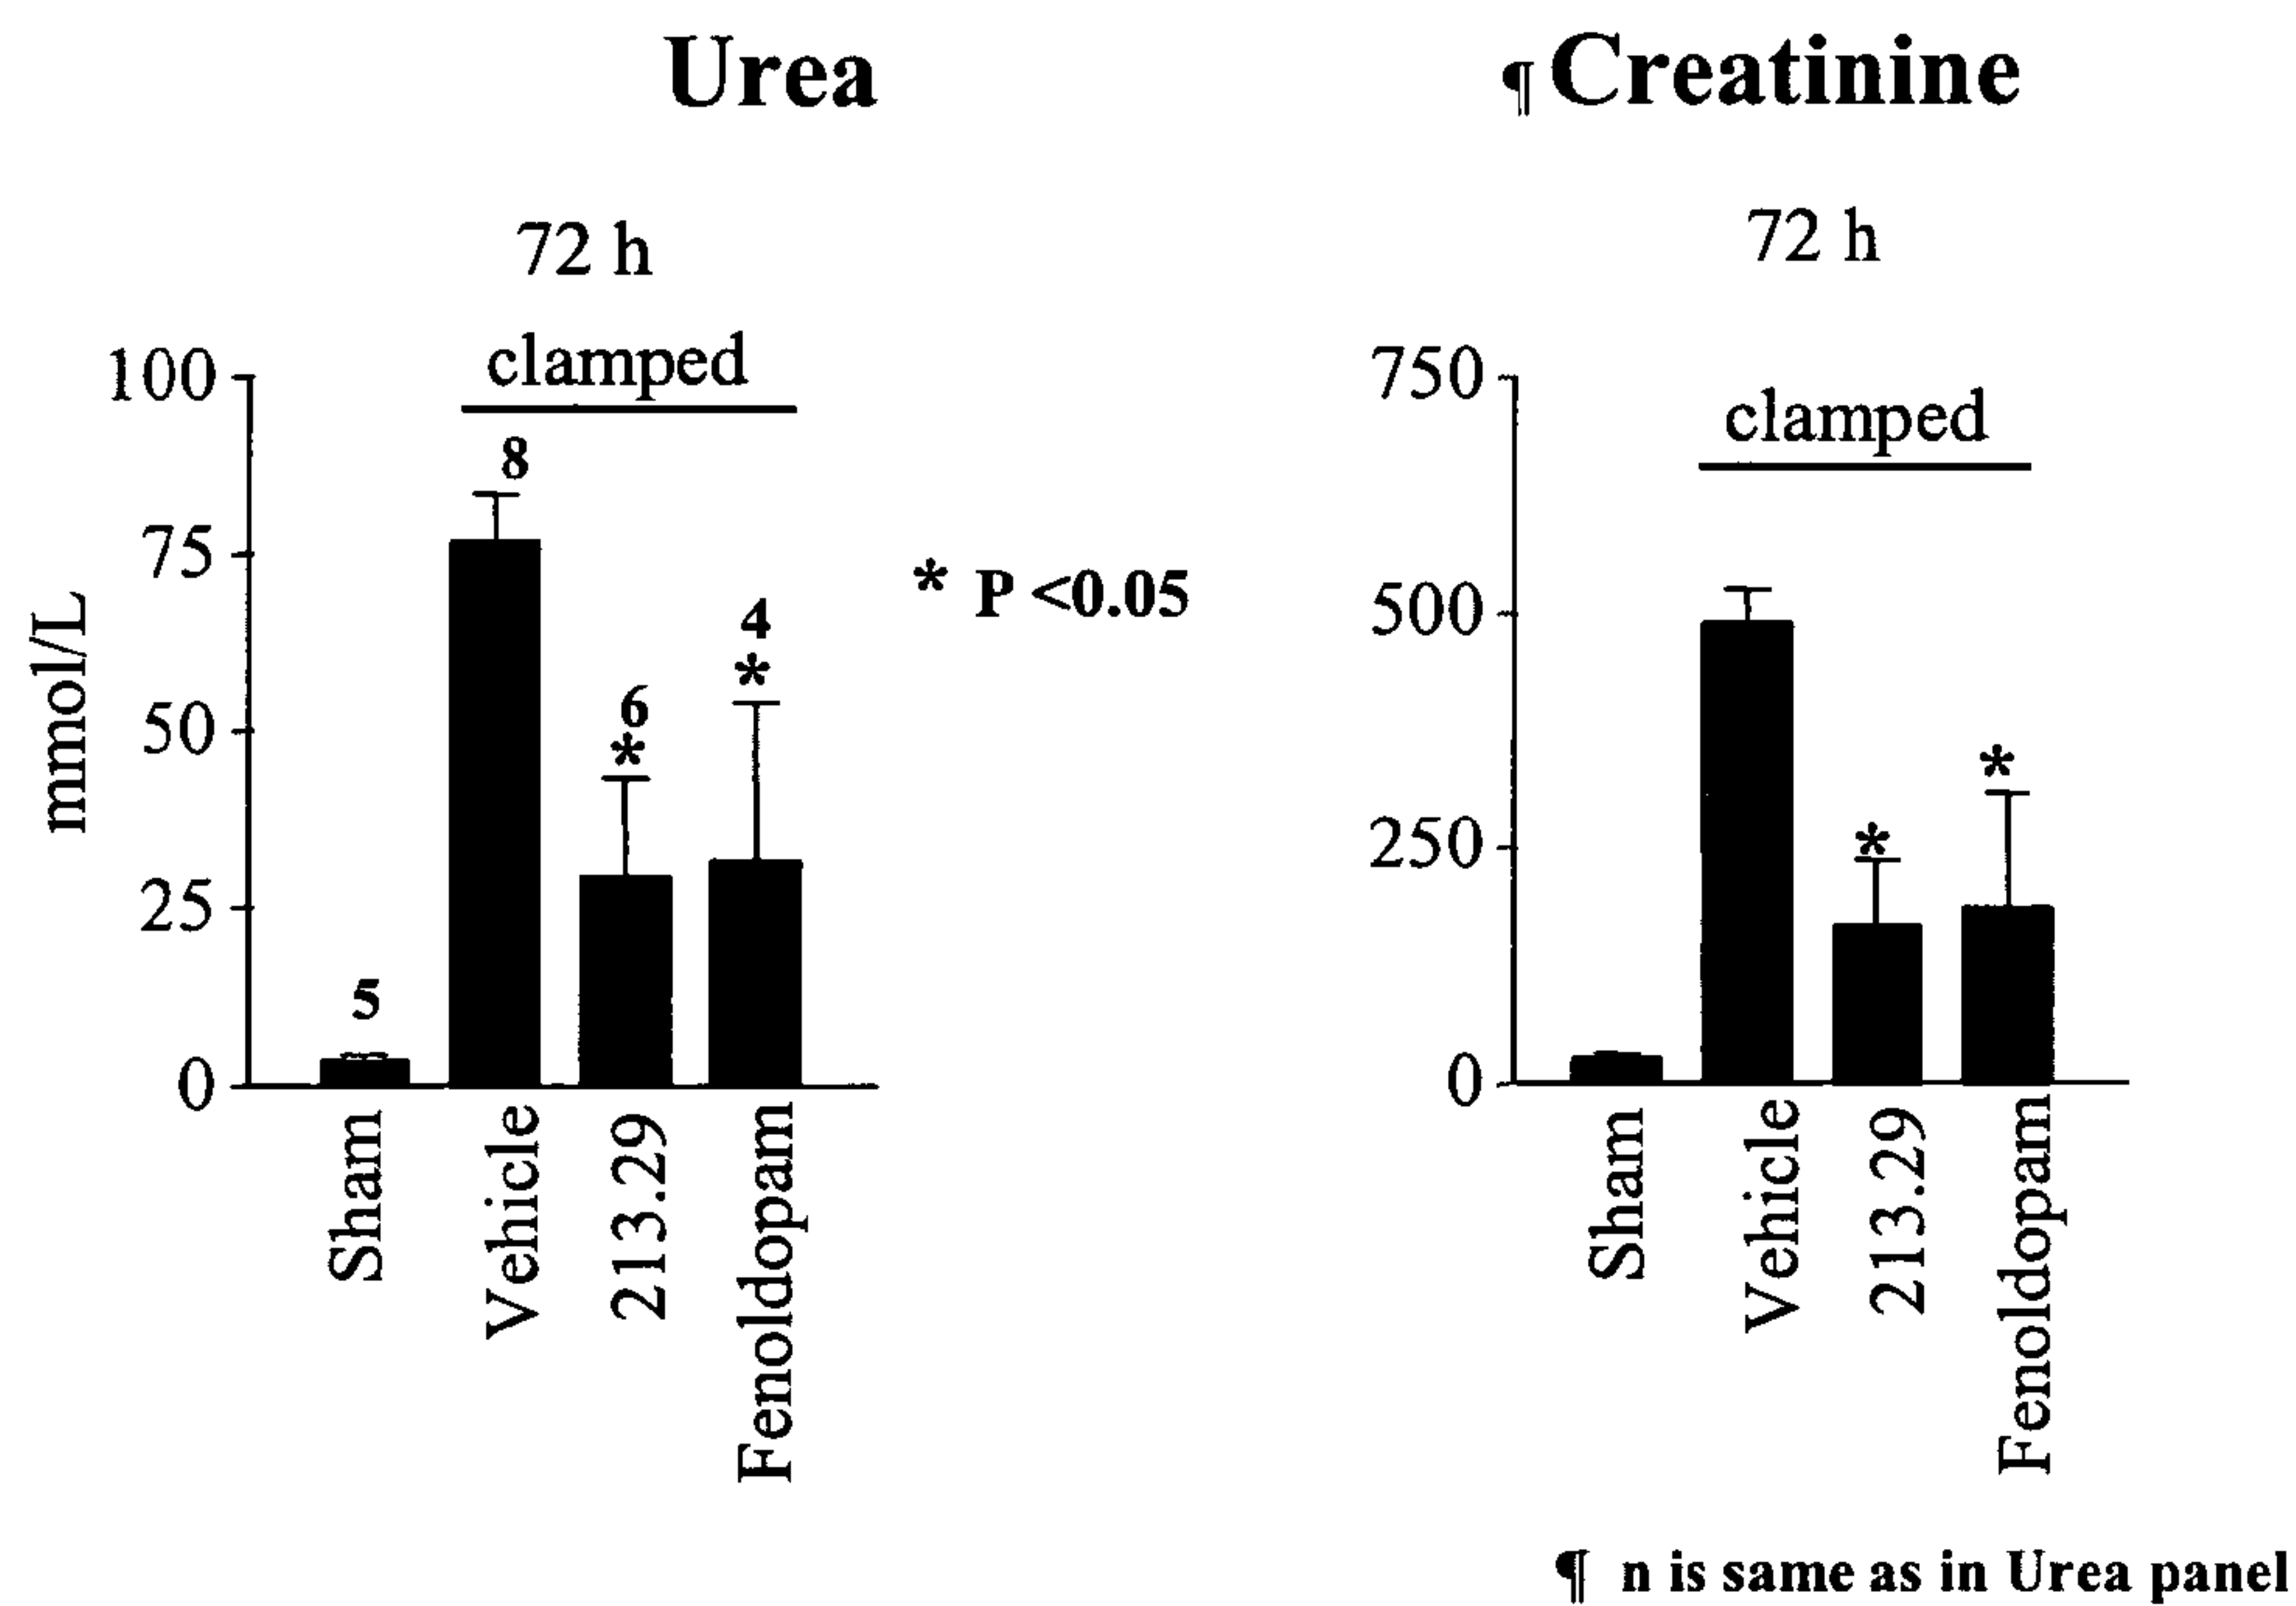 Urea
72 h
clamped
100
75
50
25
0
mmol/L
8
4
*
6
*
5
* P <0.05
Sham
Vehicle
213.29
Fenoldopam
¶ Creatinine
72 h
clamped
750
500
250
0
*
*
Sham
Vehicle
213.29
Fenoldopam
¶ n is same as in Urea panel